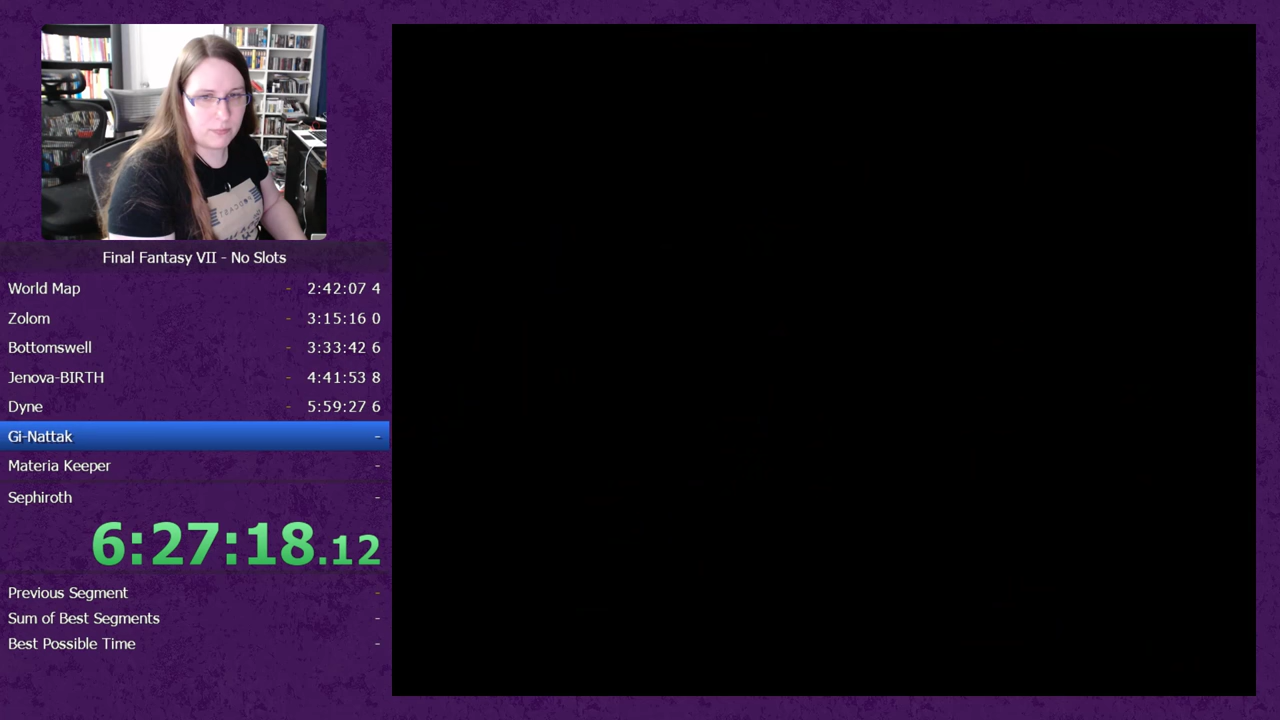 Final Fantasy VII - No Slots
World Map - 2:42:07 4
Zolom - 3:15:16 0
Bottomswell - 3:33:42 6
Jenova-BIRTH - 4:41:53 8
Dyne - 5:59:27 6
Gi-Nattak -
Materia Keeper -
Sephiroth -
6:27:18.12
Previous Segment -
Sum of Best Segments -
Best Possible Time -